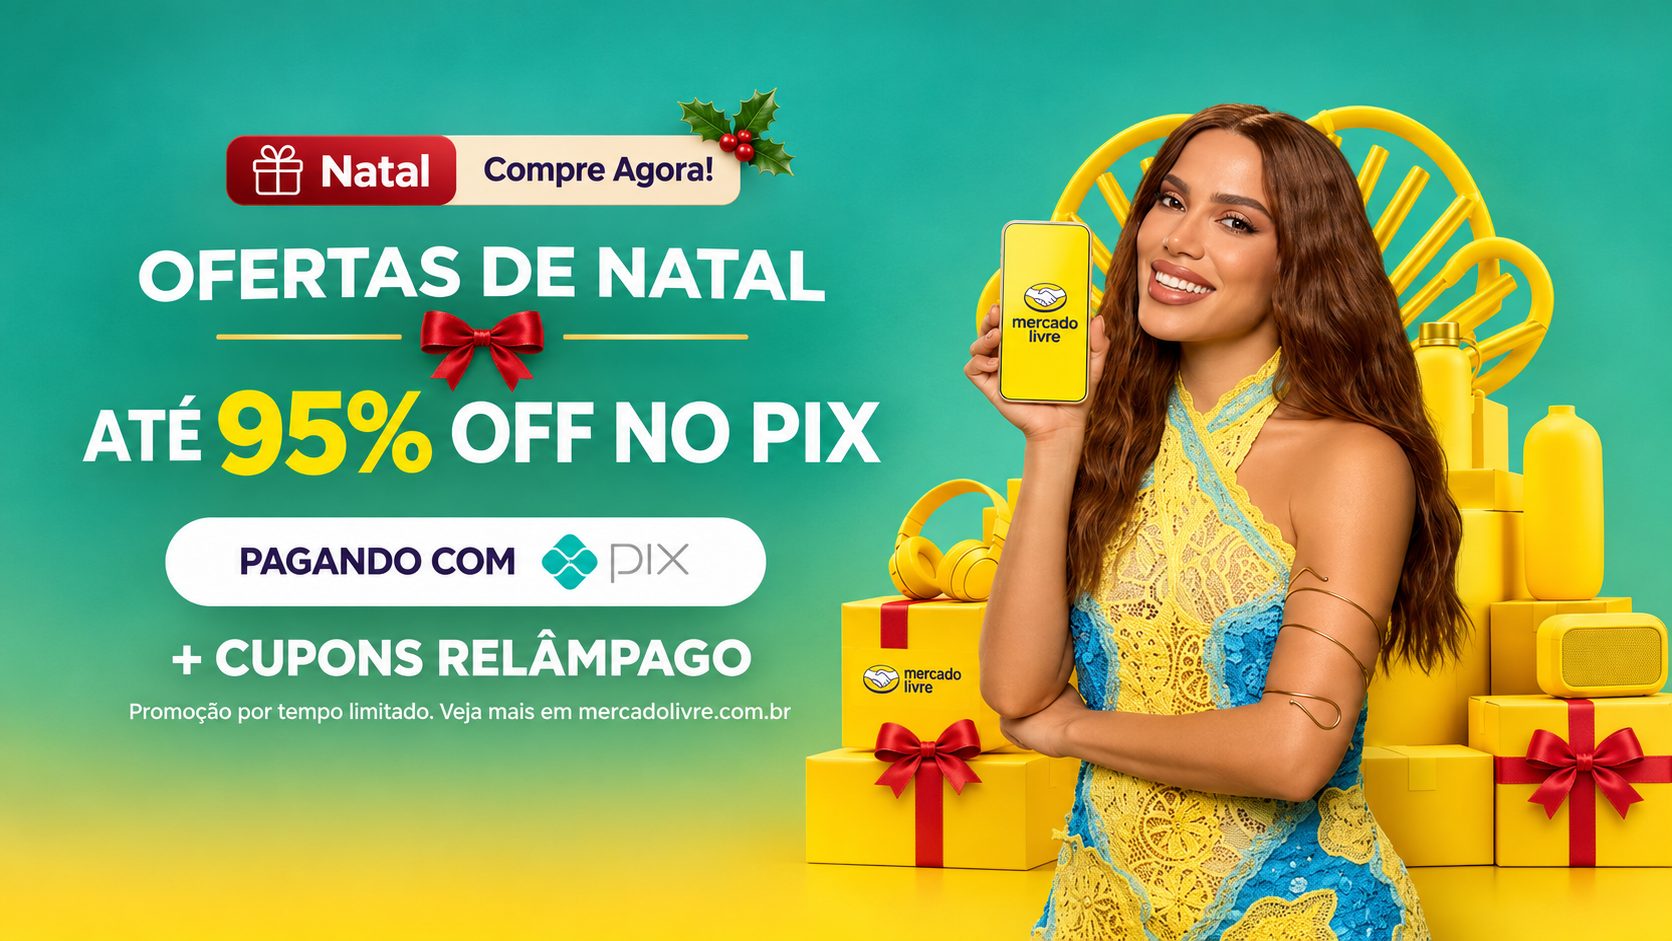 Natal Compre Agora!
OFERTAS DE NATAL
ATÉ 95% OFF NO PIX
PAGANDO COM pix
+ CUPONS RELÂMPAGO
Promoção por tempo limitado. Veja mais em mercadolivre.com.br
mercado
livre
mercado
livre